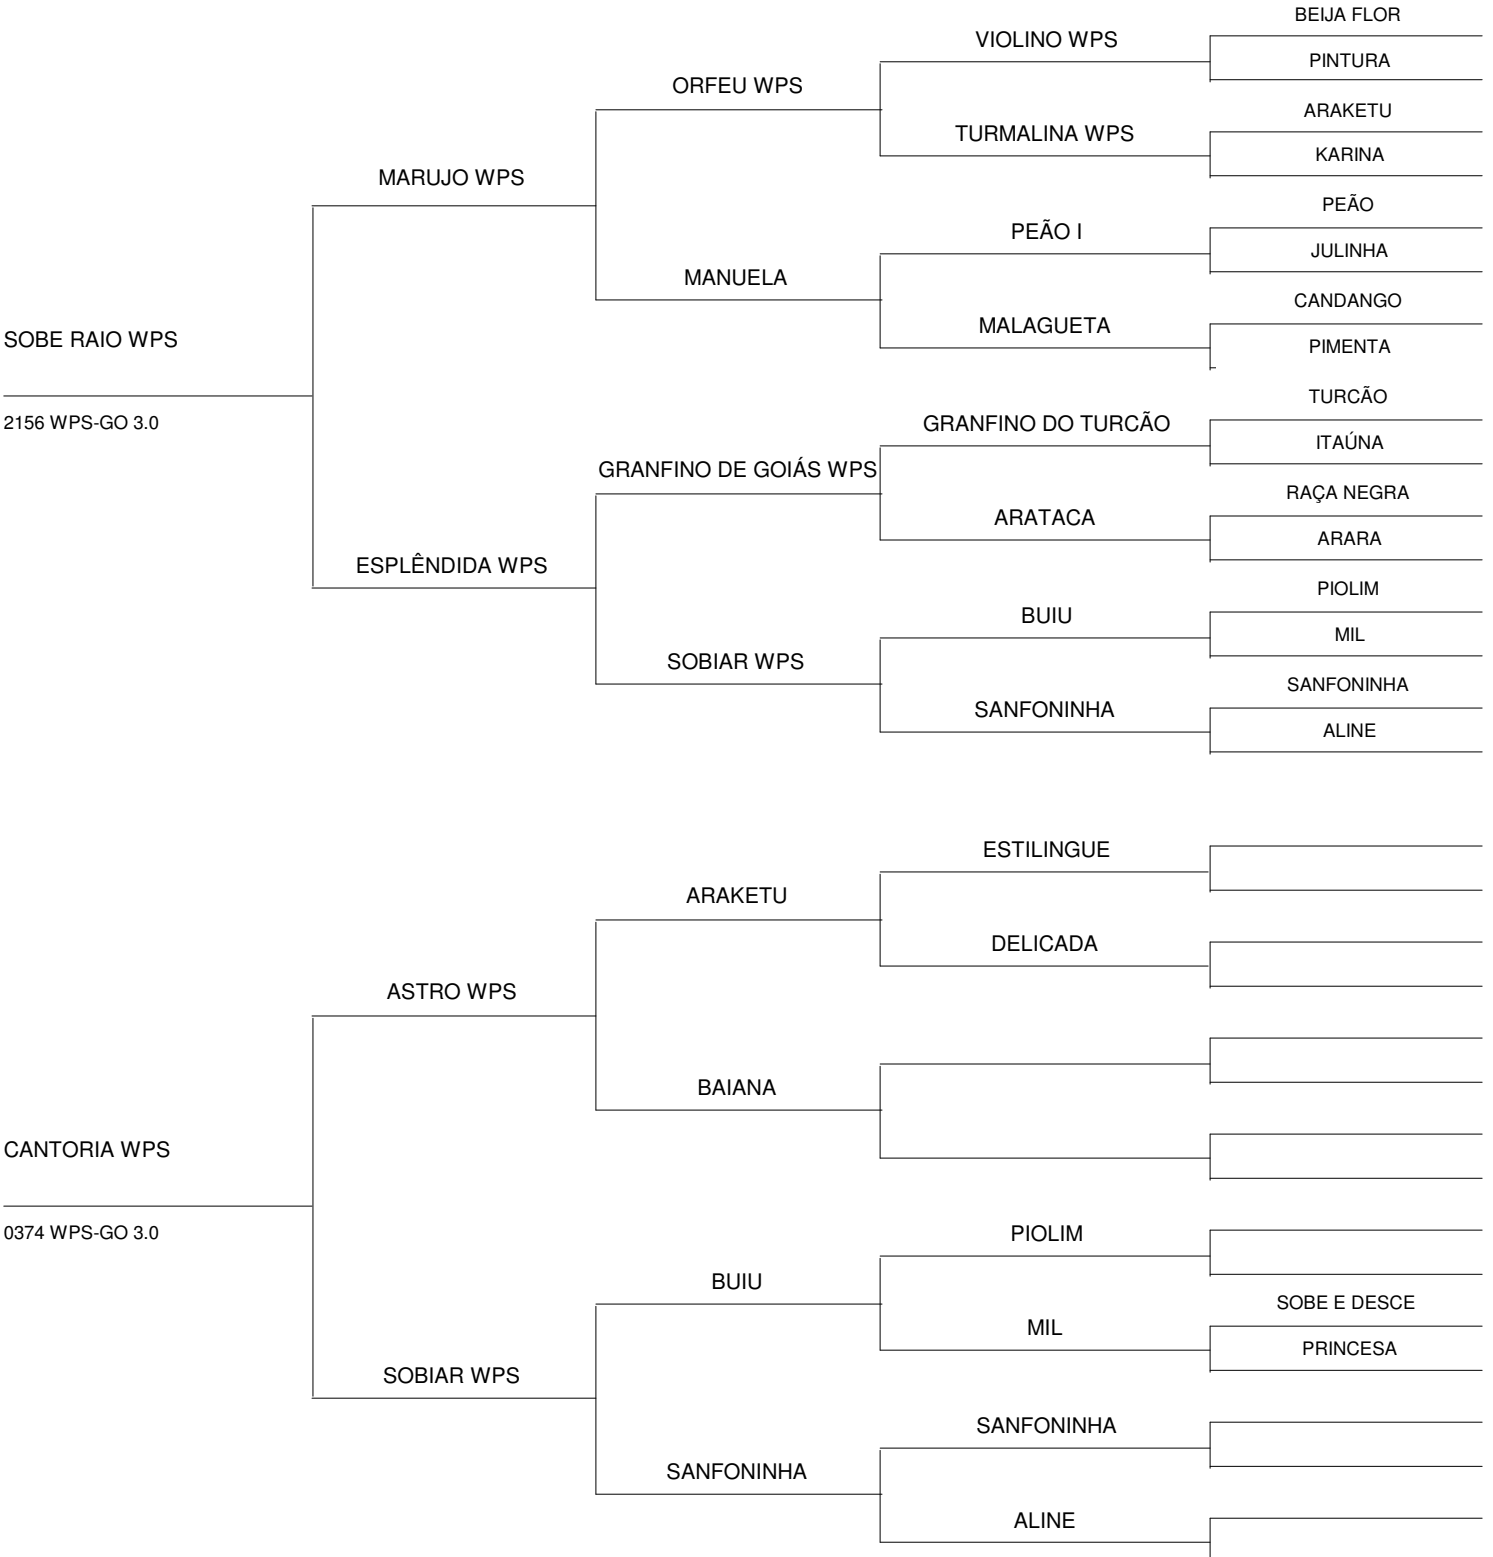 BEIJA FLOR
VIOLINO WPS
PINTURA
ORFEU WPS
ARAKETU
TURMALINA WPS
KARINA
MARUJO WPS
PEÃO
PEÃO I
JULINHA
MANUELA
CANDANGO
MALAGUETA
PIMENTA
SOBE RAIO WPS
2156 WPS-GO 3.0
TURCÃO
GRANFINO DO TURCÃO
ITAÚNA
GRANFINO DE GOIÁS WPS
RAÇA NEGRA
ARATACA
ARARA
ESPLÊNDIDA WPS
PIOLIM
BUIU
MIL
SOBIAR WPS
SANFONINHA
SANFONINHA
ALINE
ESTILINGUE
ARAKETU
DELICADA
ASTRO WPS
BAIANA
CANTORIA WPS
0374 WPS-GO 3.0
PIOLIM
BUIU
SOBE E DESCE
MIL
PRINCESA
SOBIAR WPS
SANFONINHA
SANFONINHA
ALINE